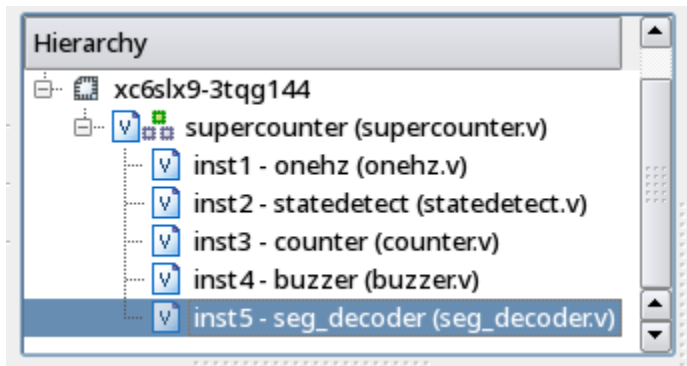 Hierarchy
xc6slx9-3tqg144
supercounter (supercounter.v)
inst1 - onehz (onehz.v)
inst2 - statedetect (statedetect.v)
inst3 - counter (counter.v)
inst4 - buzzer (buzzer.v)
inst5 - seg_decoder (seg_decoder.v)